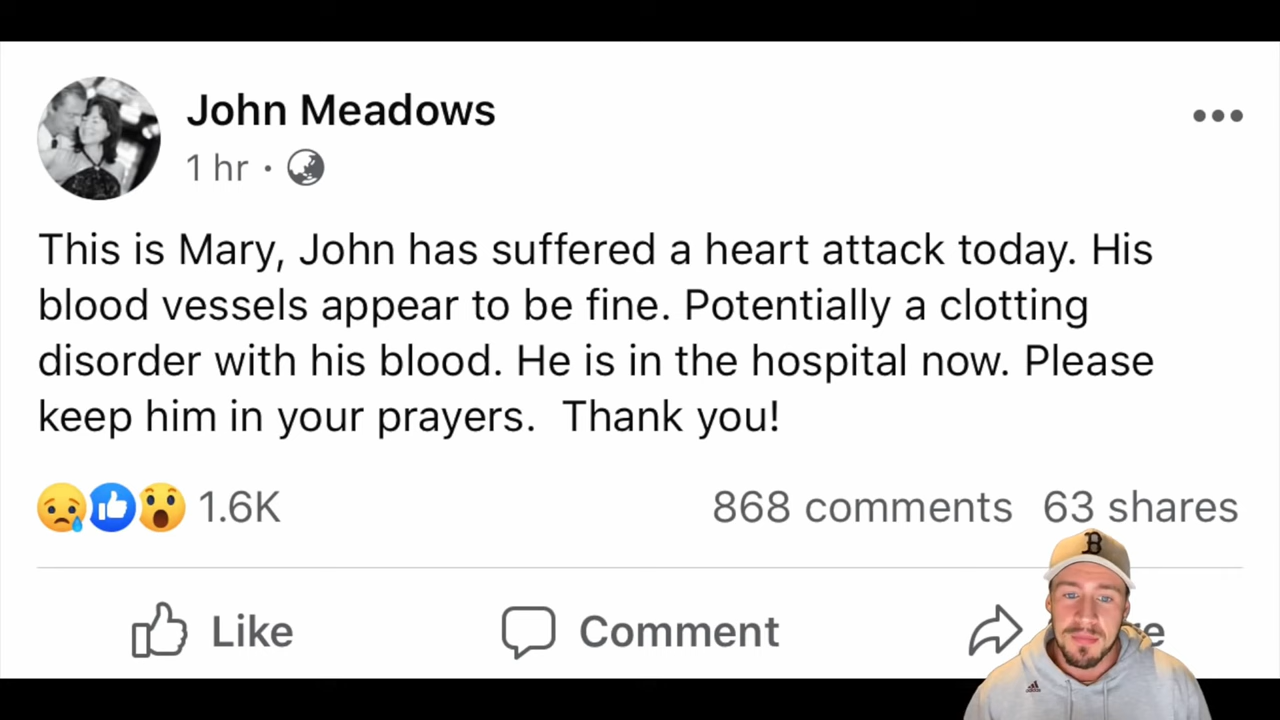 John Meadows
1 hr ·
This is Mary, John has suffered a heart attack today. His
blood vessels appear to be fine. Potentially a clotting
disorder with his blood. He is in the hospital now. Please
keep him in your prayers.  Thank you!
1.6K 868 comments 63 shares
Like Comment
B